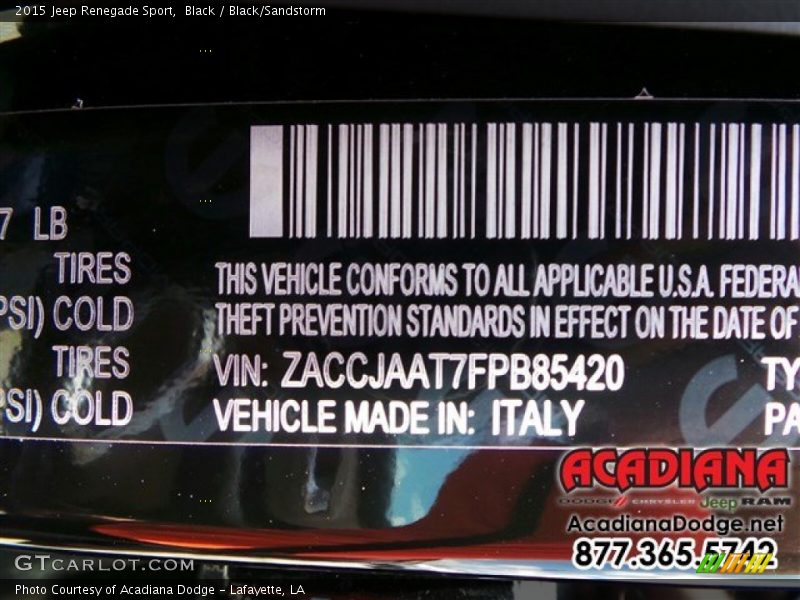 2015 Jeep Renegade Sport,  Black / Black/Sandstorm
7 LB
TIRES
PSI) COLD
TIRES
PSI) COLD
THIS VEHICLE CONFORMS TO ALL APPLICABLE U.S.A. FEDERA
THEFT PREVENTION STANDARDS IN EFFECT ON THE DATE OF
VIN: ZACCJAAT7FPB85420
TY
VEHICLE MADE IN: ITALY
PA
ACADIANA
DODGE CHRYSLER Jeep RAM
AcadianaDodge.net
877.365.5742
GTCARLOT.COM
Photo Courtesy of Acadiana Dodge – Lafayette, LA